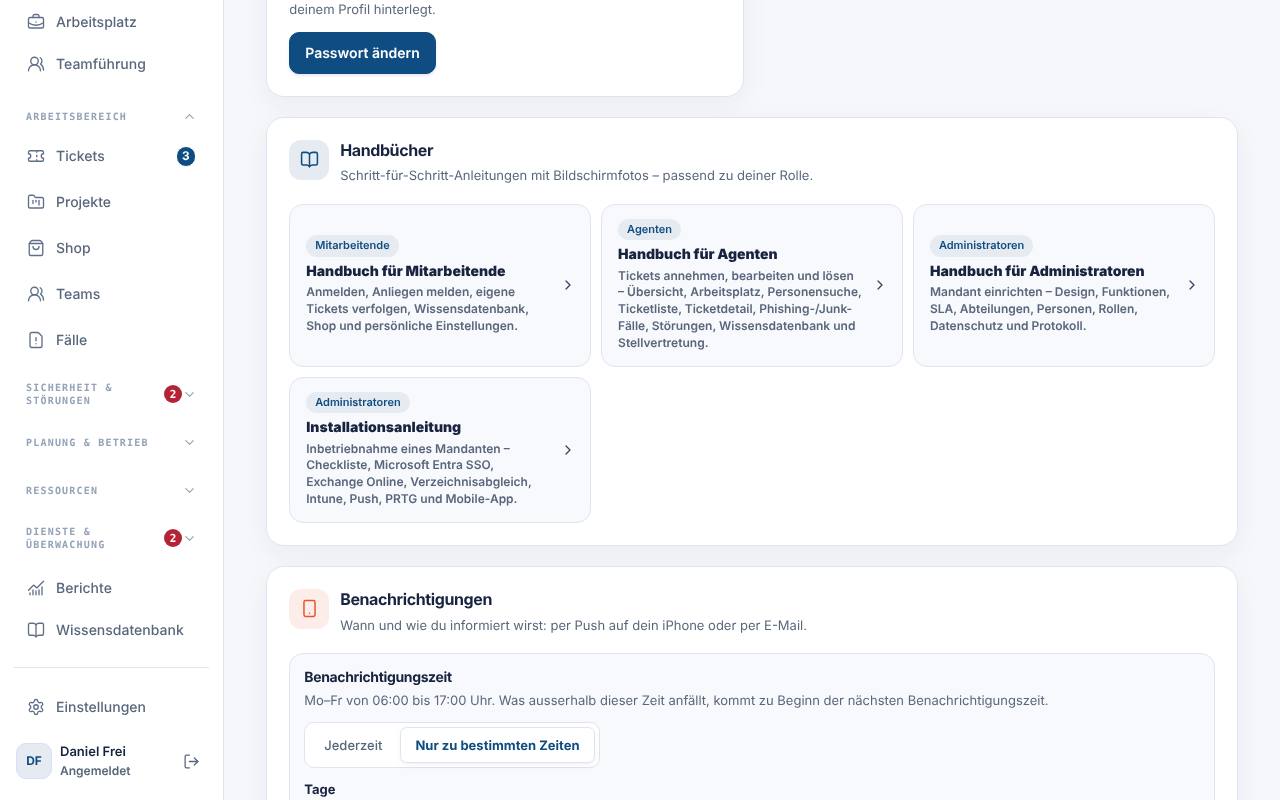 Arbeitsplatz
Teamführung
ARBEITSBEREICH
Tickets
3
Projekte
Shop
Teams
Fälle
SICHERHEIT &
STÖRUNGEN
2
PLANUNG & BETRIEB
RESSOURCEN
DIENSTE &
ÜBERWACHUNG
2
Berichte
Wissensdatenbank
Einstellungen
DF
Daniel Frei
Angemeldet
deinem Profil hinterlegt.
Passwort ändern
Handbücher
Schritt-für-Schritt-Anleitungen mit Bildschirmfotos – passend zu deiner Rolle.
Mitarbeitende
Handbuch für Mitarbeitende
Anmelden, Anliegen melden, eigene
Tickets verfolgen, Wissensdatenbank,
Shop und persönliche Einstellungen.
Agenten
Handbuch für Agenten
Tickets annehmen, bearbeiten und lösen
– Übersicht, Arbeitsplatz, Personensuche,
Ticketliste, Ticketdetail, Phishing-/Junk-
Fälle, Störungen, Wissensdatenbank und
Stellvertretung.
Administratoren
Handbuch für Administratoren
Mandant einrichten – Design, Funktionen,
SLA, Abteilungen, Personen, Rollen,
Datenschutz und Protokoll.
Administratoren
Installationsanleitung
Inbetriebnahme eines Mandanten –
Checkliste, Microsoft Entra SSO,
Exchange Online, Verzeichnisabgleich,
Intune, Push, PRTG und Mobile-App.
Benachrichtigungen
Wann und wie du informiert wirst: per Push auf dein iPhone oder per E-Mail.
Benachrichtigungszeit
Mo–Fr von 06:00 bis 17:00 Uhr. Was ausserhalb dieser Zeit anfällt, kommt zu Beginn der nächsten Benachrichtigungszeit.
Jederzeit
Nur zu bestimmten Zeiten
Tage